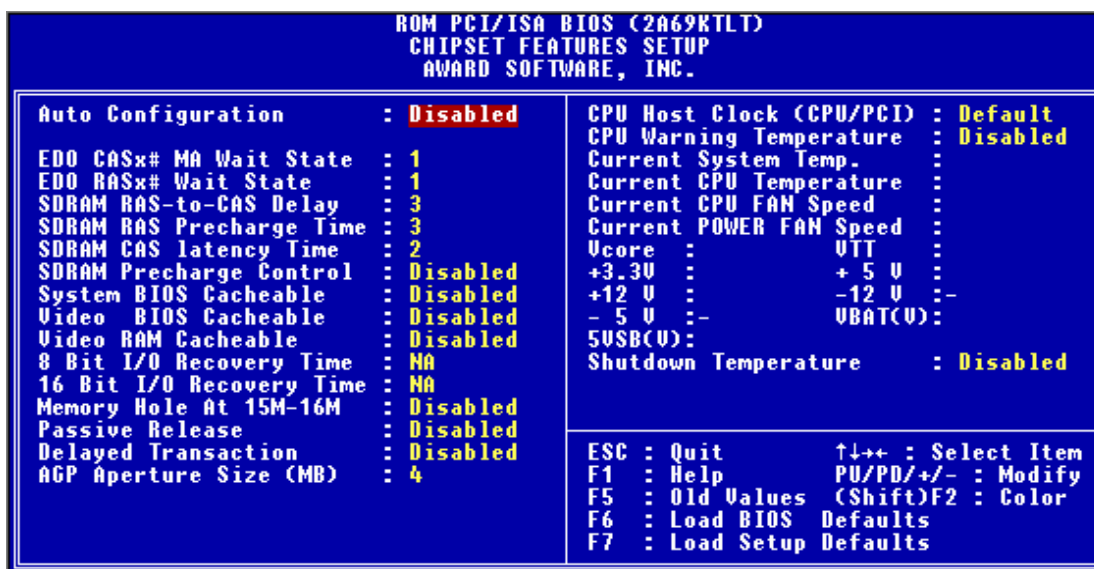 ROM PCI/ISA BIOS (2A69KTLT)
CHIPSET FEATURES SETUP
AWARD SOFTWARE, INC.
Auto Configuration : Disabled
EDO CASx# MA Wait State : 1
EDO RASx# Wait State : 1
SDRAM RAS-to-CAS Delay : 3
SDRAM RAS Precharge Time : 3
SDRAM CAS latency Time : 2
SDRAM Precharge Control : Disabled
System BIOS Cacheable : Disabled
Video BIOS Cacheable : Disabled
Video RAM Cacheable : Disabled
8 Bit I/O Recovery Time : NA
16 Bit I/O Recovery Time : NA
Memory Hole At 15M-16M : Disabled
Passive Release : Disabled
Delayed Transaction : Disabled
AGP Aperture Size (MB) : 4
CPU Host Clock (CPU/PCI) : Default
CPU Warning Temperature : Disabled
Current System Temp. :
Current CPU Temperature :
Current CPU FAN Speed :
Current POWER FAN Speed :
Vcore : VTT :
+3.3V : + 5 V :
+12 V : -12 V :-
- 5 V :- VBAT(V):
5VSB(V):
Shutdown Temperature : Disabled
ESC : Quit ↑↓→← : Select Item
F1 : Help PU/PD/+/- : Modify
F5 : Old Values (Shift)F2 : Color
F6 : Load BIOS Defaults
F7 : Load Setup Defaults